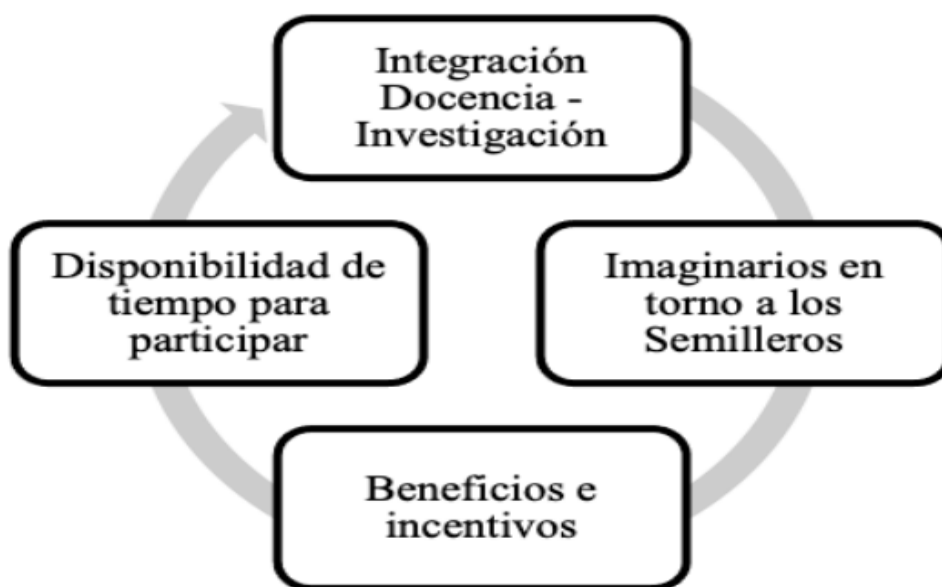 Integración
Docencia -
Investigación
Disponibilidad de
tiempo para
participar
Imaginarios en
torno a los
Semilleros
Beneficios e
incentivos